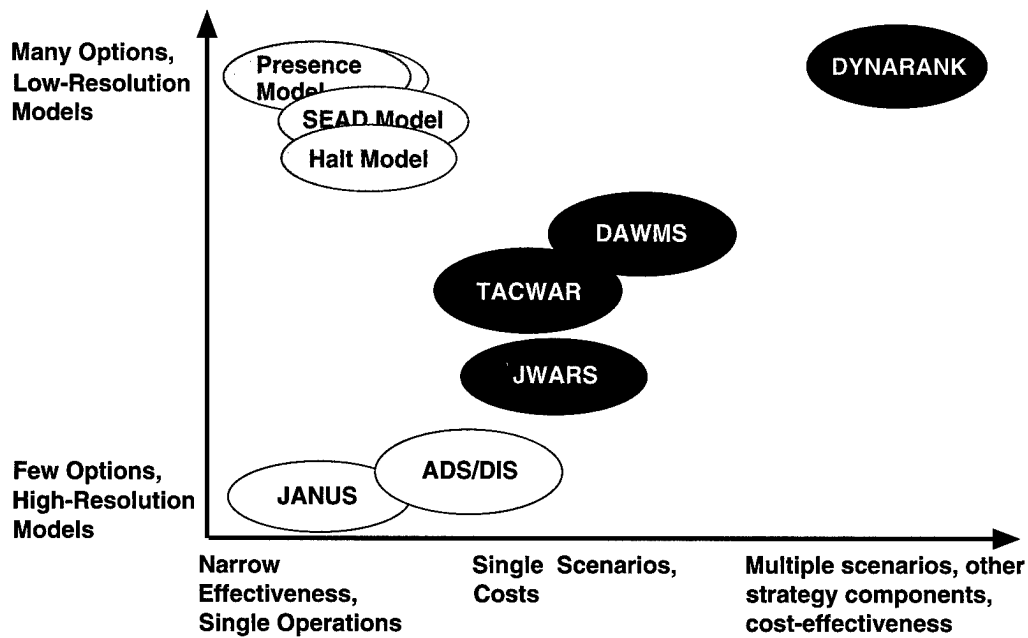 Many Options,
Low-Resolution
Models
Presence
Model
SEAD Model
Halt Model
DYNARANK
DAWMS
TACWAR
JWARS
ADS/DIS
JANUS
Few Options,
High-Resolution
Models
Narrow
Effectiveness,
Single Operations
Single Scenarios,
Costs
Multiple scenarios, other
strategy components,
cost-effectiveness